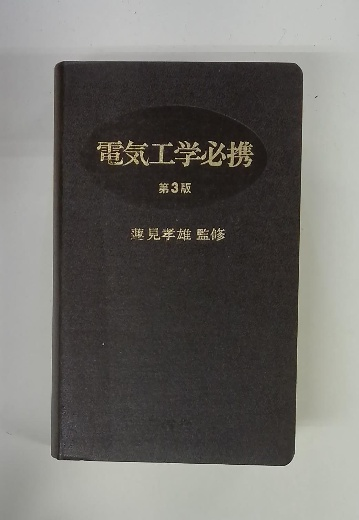 電気工学必携
第3版
蓮見孝雄 監修